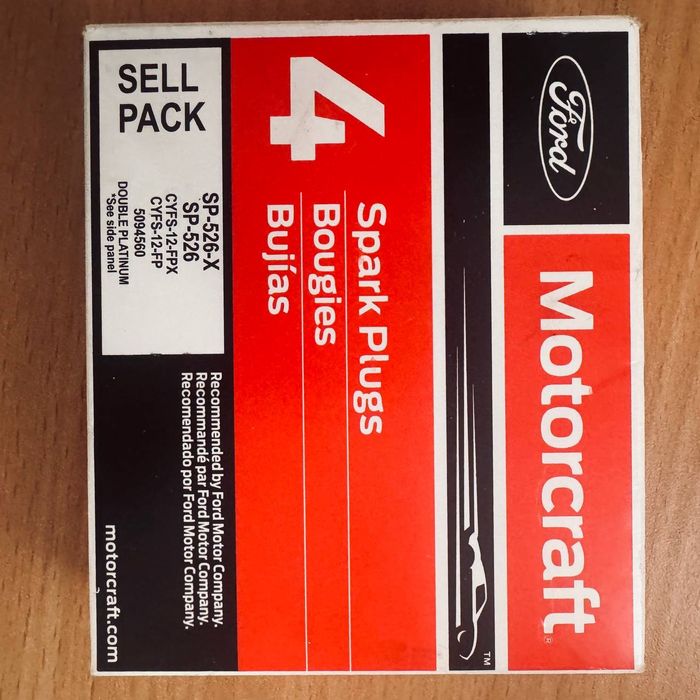 Ford
Motorcraft®
™
4
Spark Plugs
Bougies
Bujías
SELL
PACK
SP-526-X
SP-526
CYFS-12-FPX
CYFS-12-FP
5094560
DOUBLE PLATINUM
*See side panel
Recommended by Ford Motor Company.
Recommandé par Ford Motor Company.
Recomendado por Ford Motor Company.
motorcraft.com